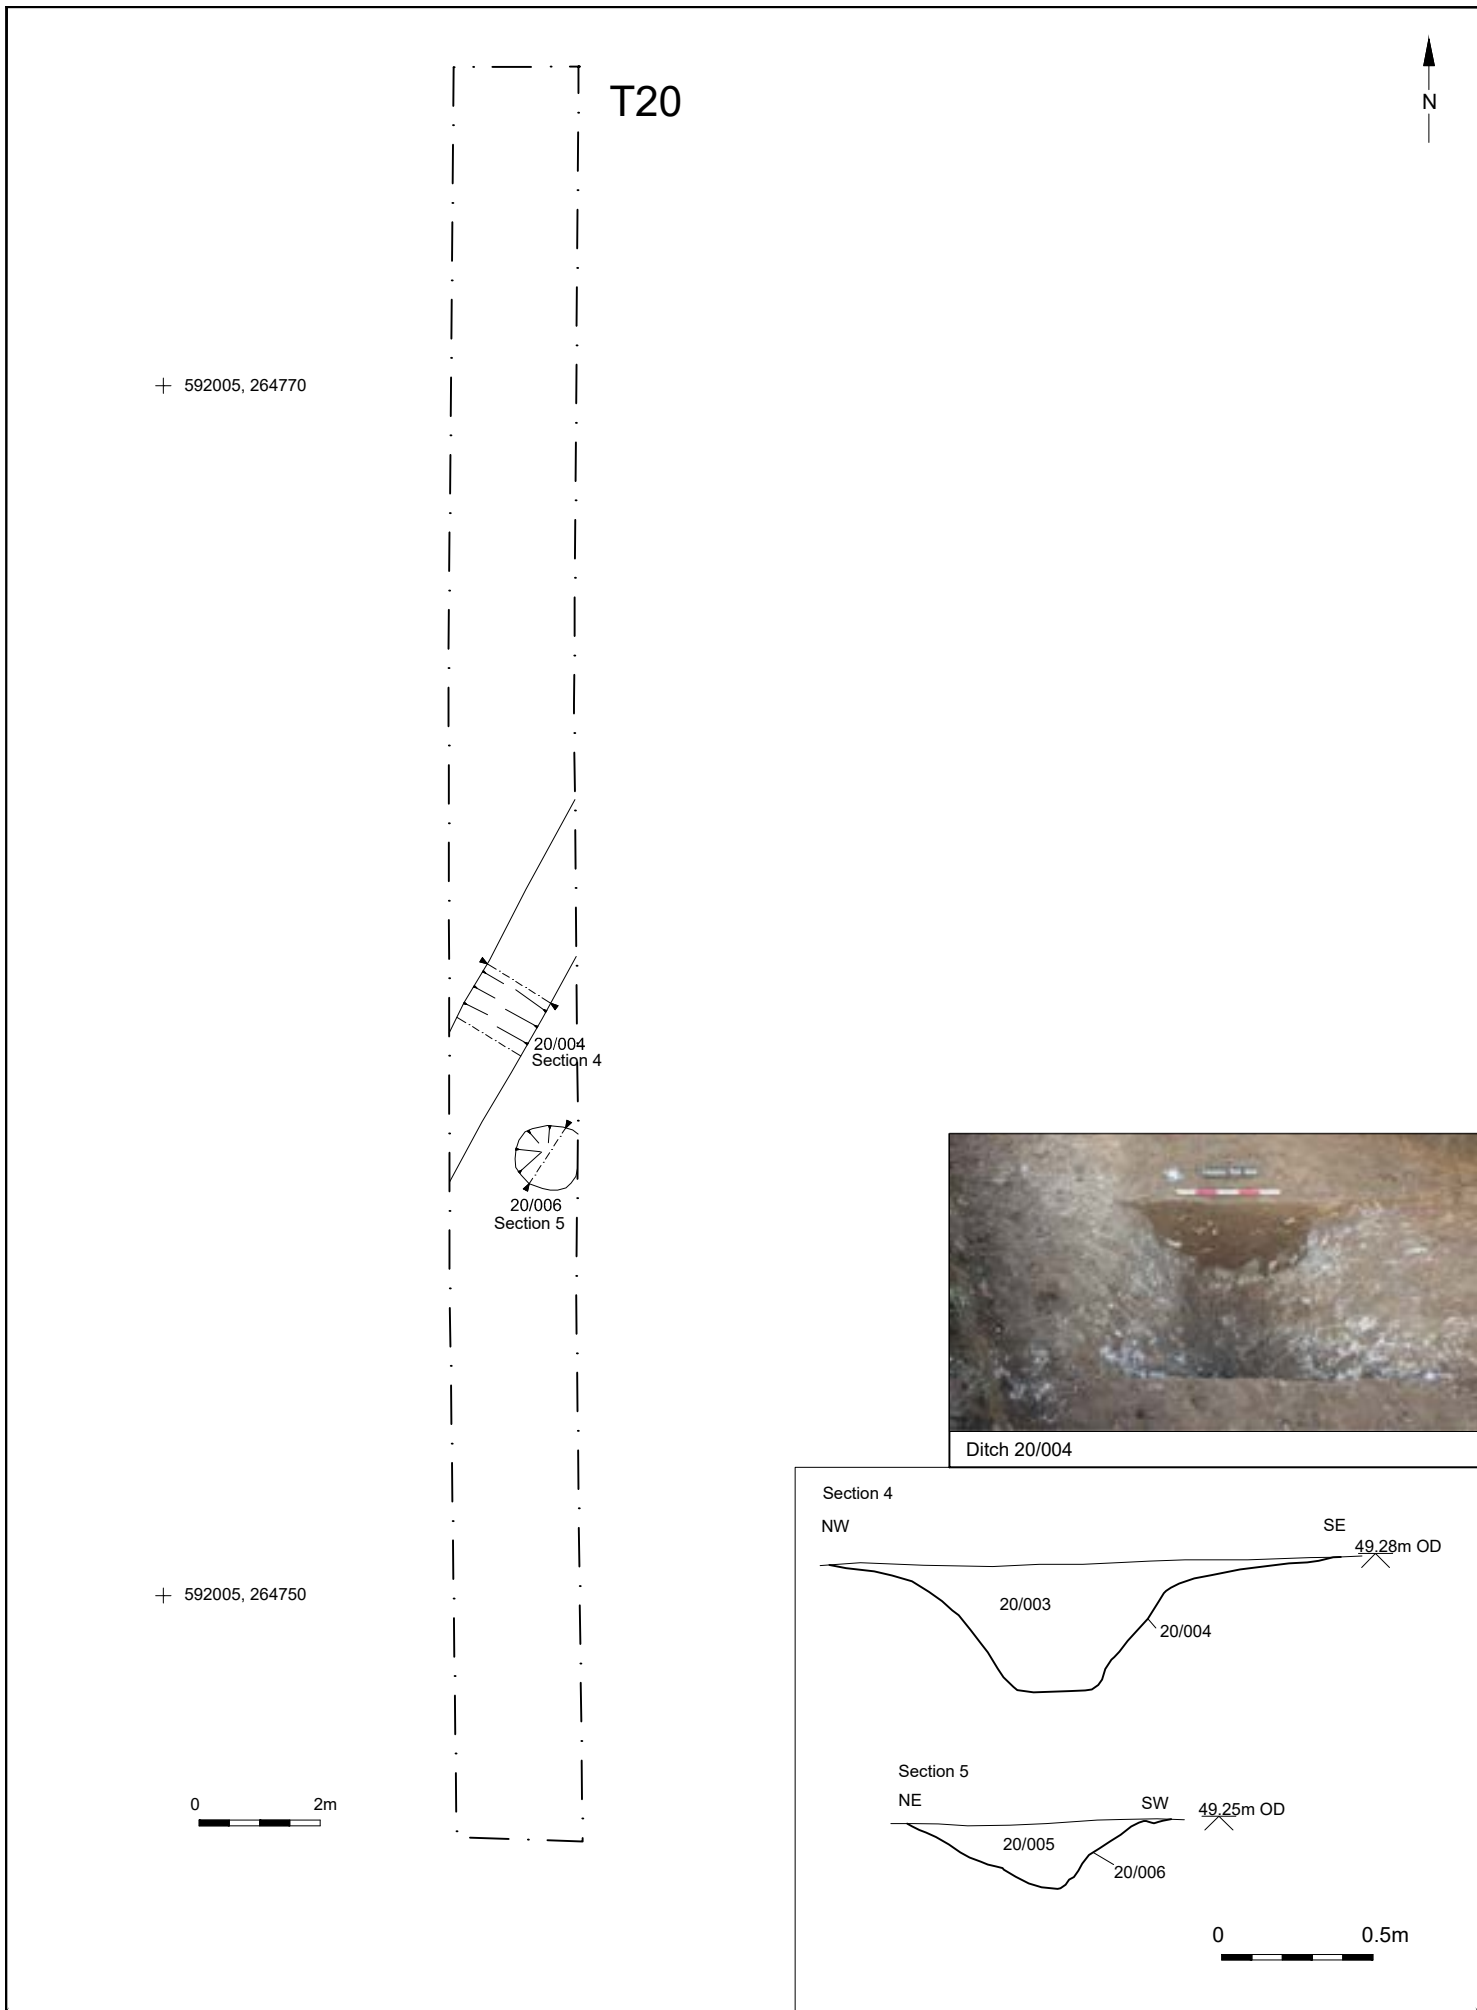 T20
N
592005, 264770
20/004
Section 4
20/006
Section 5
Ditch 20/004
Section 4
NW
SE
49.28m OD
20/003
20/004
592005, 264750
Section 5
NE
SW
49.25m OD
20/005
20/006
0 2m
0 0.5m